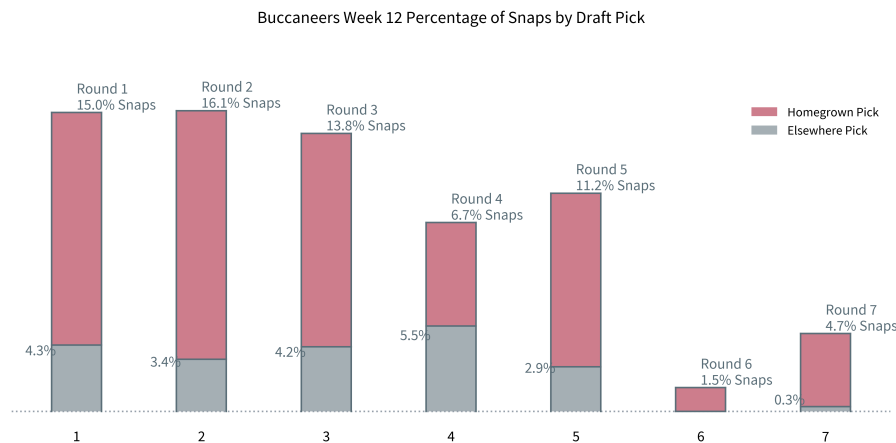 Buccaneers Week 12 Percentage of Snaps by Draft Pick
Round 1
15.0% Snaps
Round 2
16.1% Snaps
Round 3
13.8% Snaps
Round 4
6.7% Snaps
Round 5
11.2% Snaps
Round 6
1.5% Snaps
Round 7
4.7% Snaps
Homegrown Pick
Elsewhere Pick
4.3%
3.4%
4.2%
5.5%
2.9%
0.3%
1 2 3 4 5 6 7